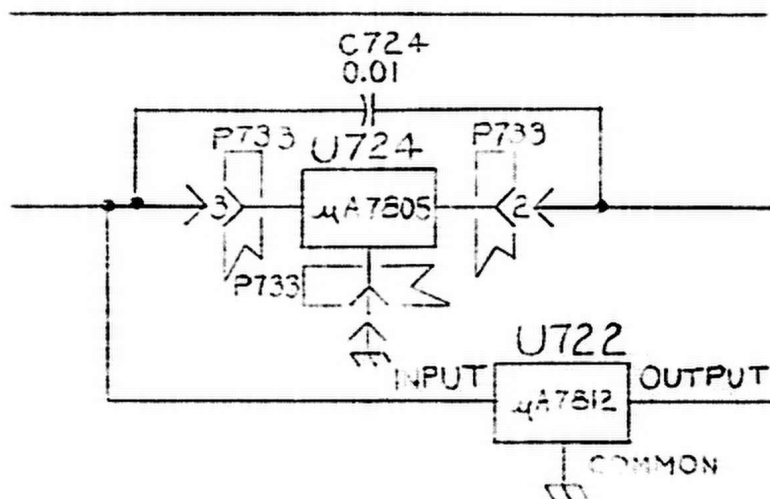 C724
0.01
P733
U724
P733
3
μA7805
2
P733
U722
INPUT
μA7812
OUTPUT
COMMON